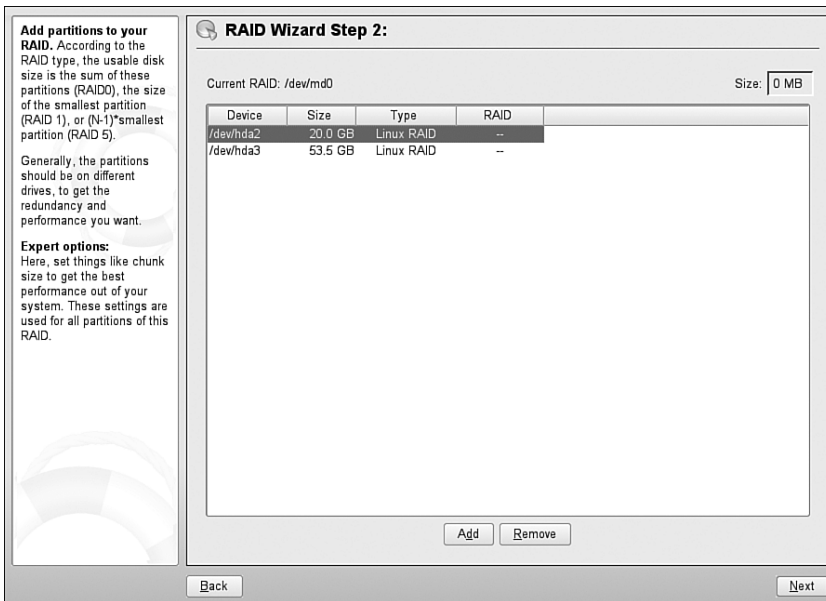 Add partitions to your
RAID. According to the
RAID type, the usable disk
size is the sum of these
partitions (RAID0), the size
of the smallest partition
(RAID 1), or (N-1)*smallest
partition (RAID 5).
Generally, the partitions
should be on different
drives, to get the
redundancy and
performance you want.
Expert options:
Here, set things like chunk
size to get the best
performance out of your
system. These settings are
used for all partitions of this
RAID.
RAID Wizard Step 2:
Current RAID: /dev/md0 Size: 0 MB
Device Size Type RAID
/dev/hda2 20.0 GB Linux RAID --
/dev/hda3 53.5 GB Linux RAID --
Add Remove
Back Next